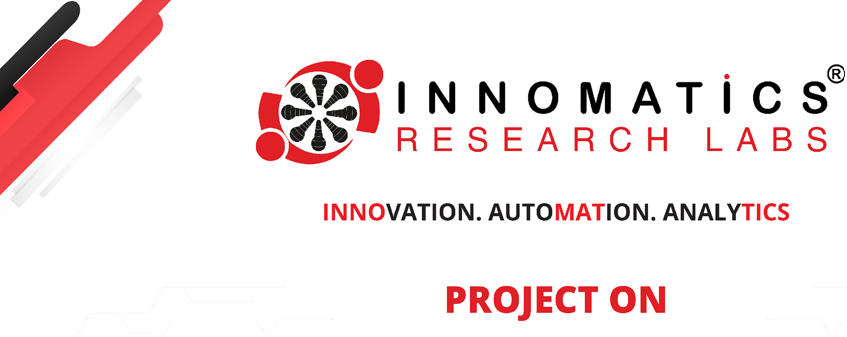 INNOMATiCS®
RESEARCH LABS
INNOVATION. AUTOMATION. ANALYTICS
PROJECT ON